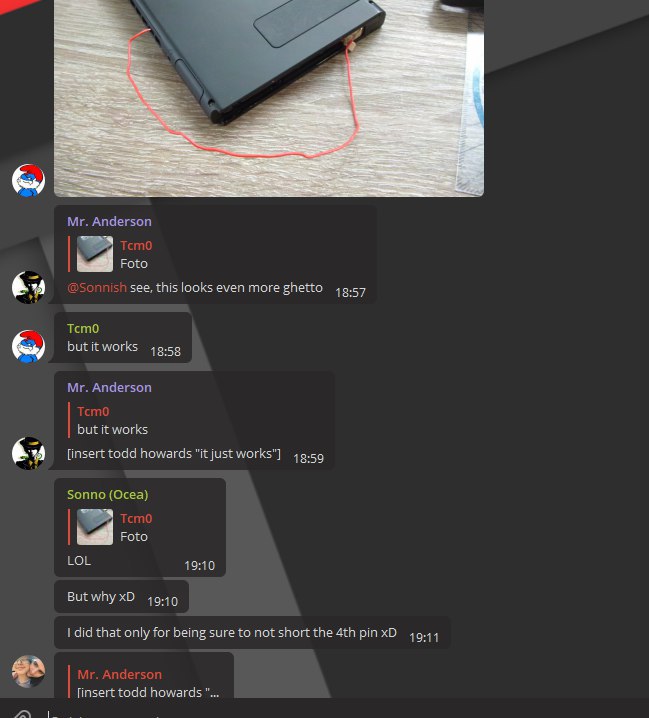 Mr. Anderson
Tcm0
Foto
@Sonnish see, this looks even more ghetto 18:57
Tcm0
but it works 18:58
Mr. Anderson
Tcm0
but it works
[insert todd howards "it just works"] 18:59
Sonno (Ocea)
Tcm0
Foto
LOL 19:10
But why xD 19:10
I did that only for being sure to not short the 4th pin xD 19:11
Mr. Anderson
[insert todd howards "...